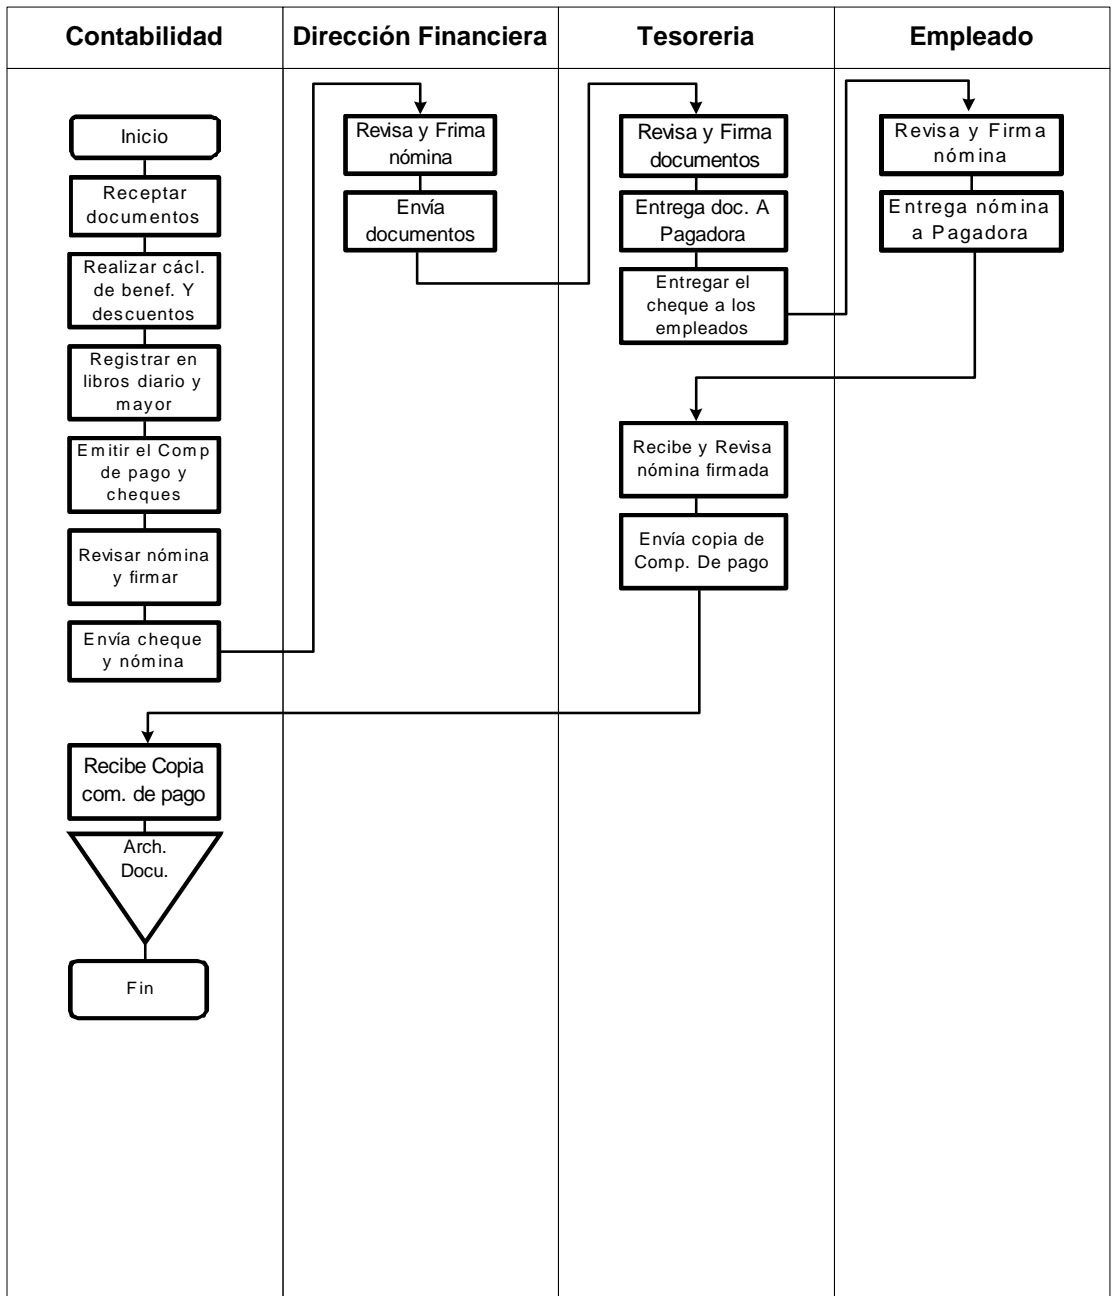 Contabilidad
Dirección Financiera
Tesoreria
Empleado
Inicio
Receptar
documentos
Realizar cácl.
de benef. Y
descuentos
Registrar en
libros diario y
mayor
Emitir el Comp
de pago y
cheques
Revisar nómina
y firmar
Envía cheque
y nómina
Revisa y Frima
nómina
Envía
documentos
Revisa y Firma
documentos
Entrega doc. A
Pagadora
Entregar el
cheque a los
empleados
Revisa y Firma
nómina
Entrega nómina
a Pagadora
Recibe y Revisa
nómina firmada
Envía copia de
Comp. De pago
Recibe Copia
com. de pago
Arch.
Docu.
Fin